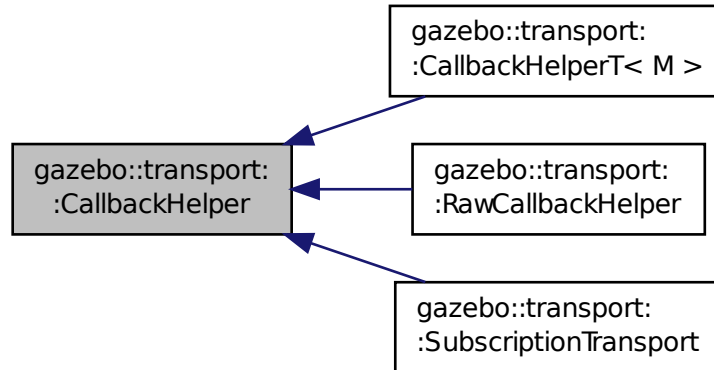 gazebo::transport:
:CallbackHelperT< M >
gazebo::transport:
:CallbackHelper
gazebo::transport:
:RawCallbackHelper
gazebo::transport:
:SubscriptionTransport